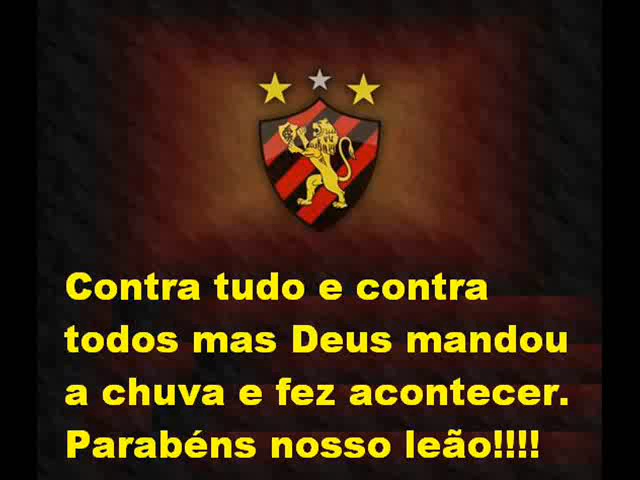 Contra tudo e contra
todos mas Deus mandou
a chuva e fez acontecer.
Parabéns nosso leão!!!!